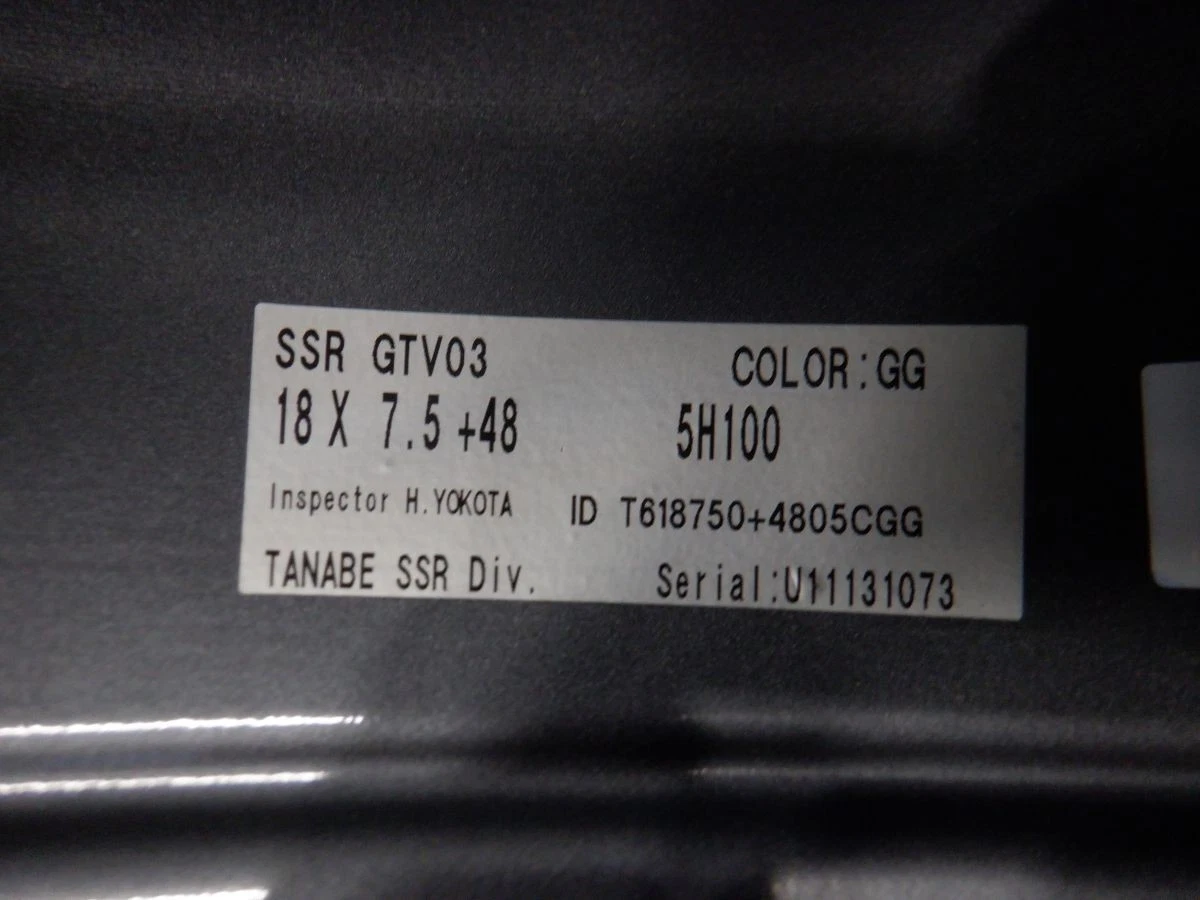 SSR GTV03 COLOR:GG
18 X 7.5 +48 5H100
Inspector H.YOKOTA ID T618750+4805CGG
TANABE SSR Div. Serial:U11131073